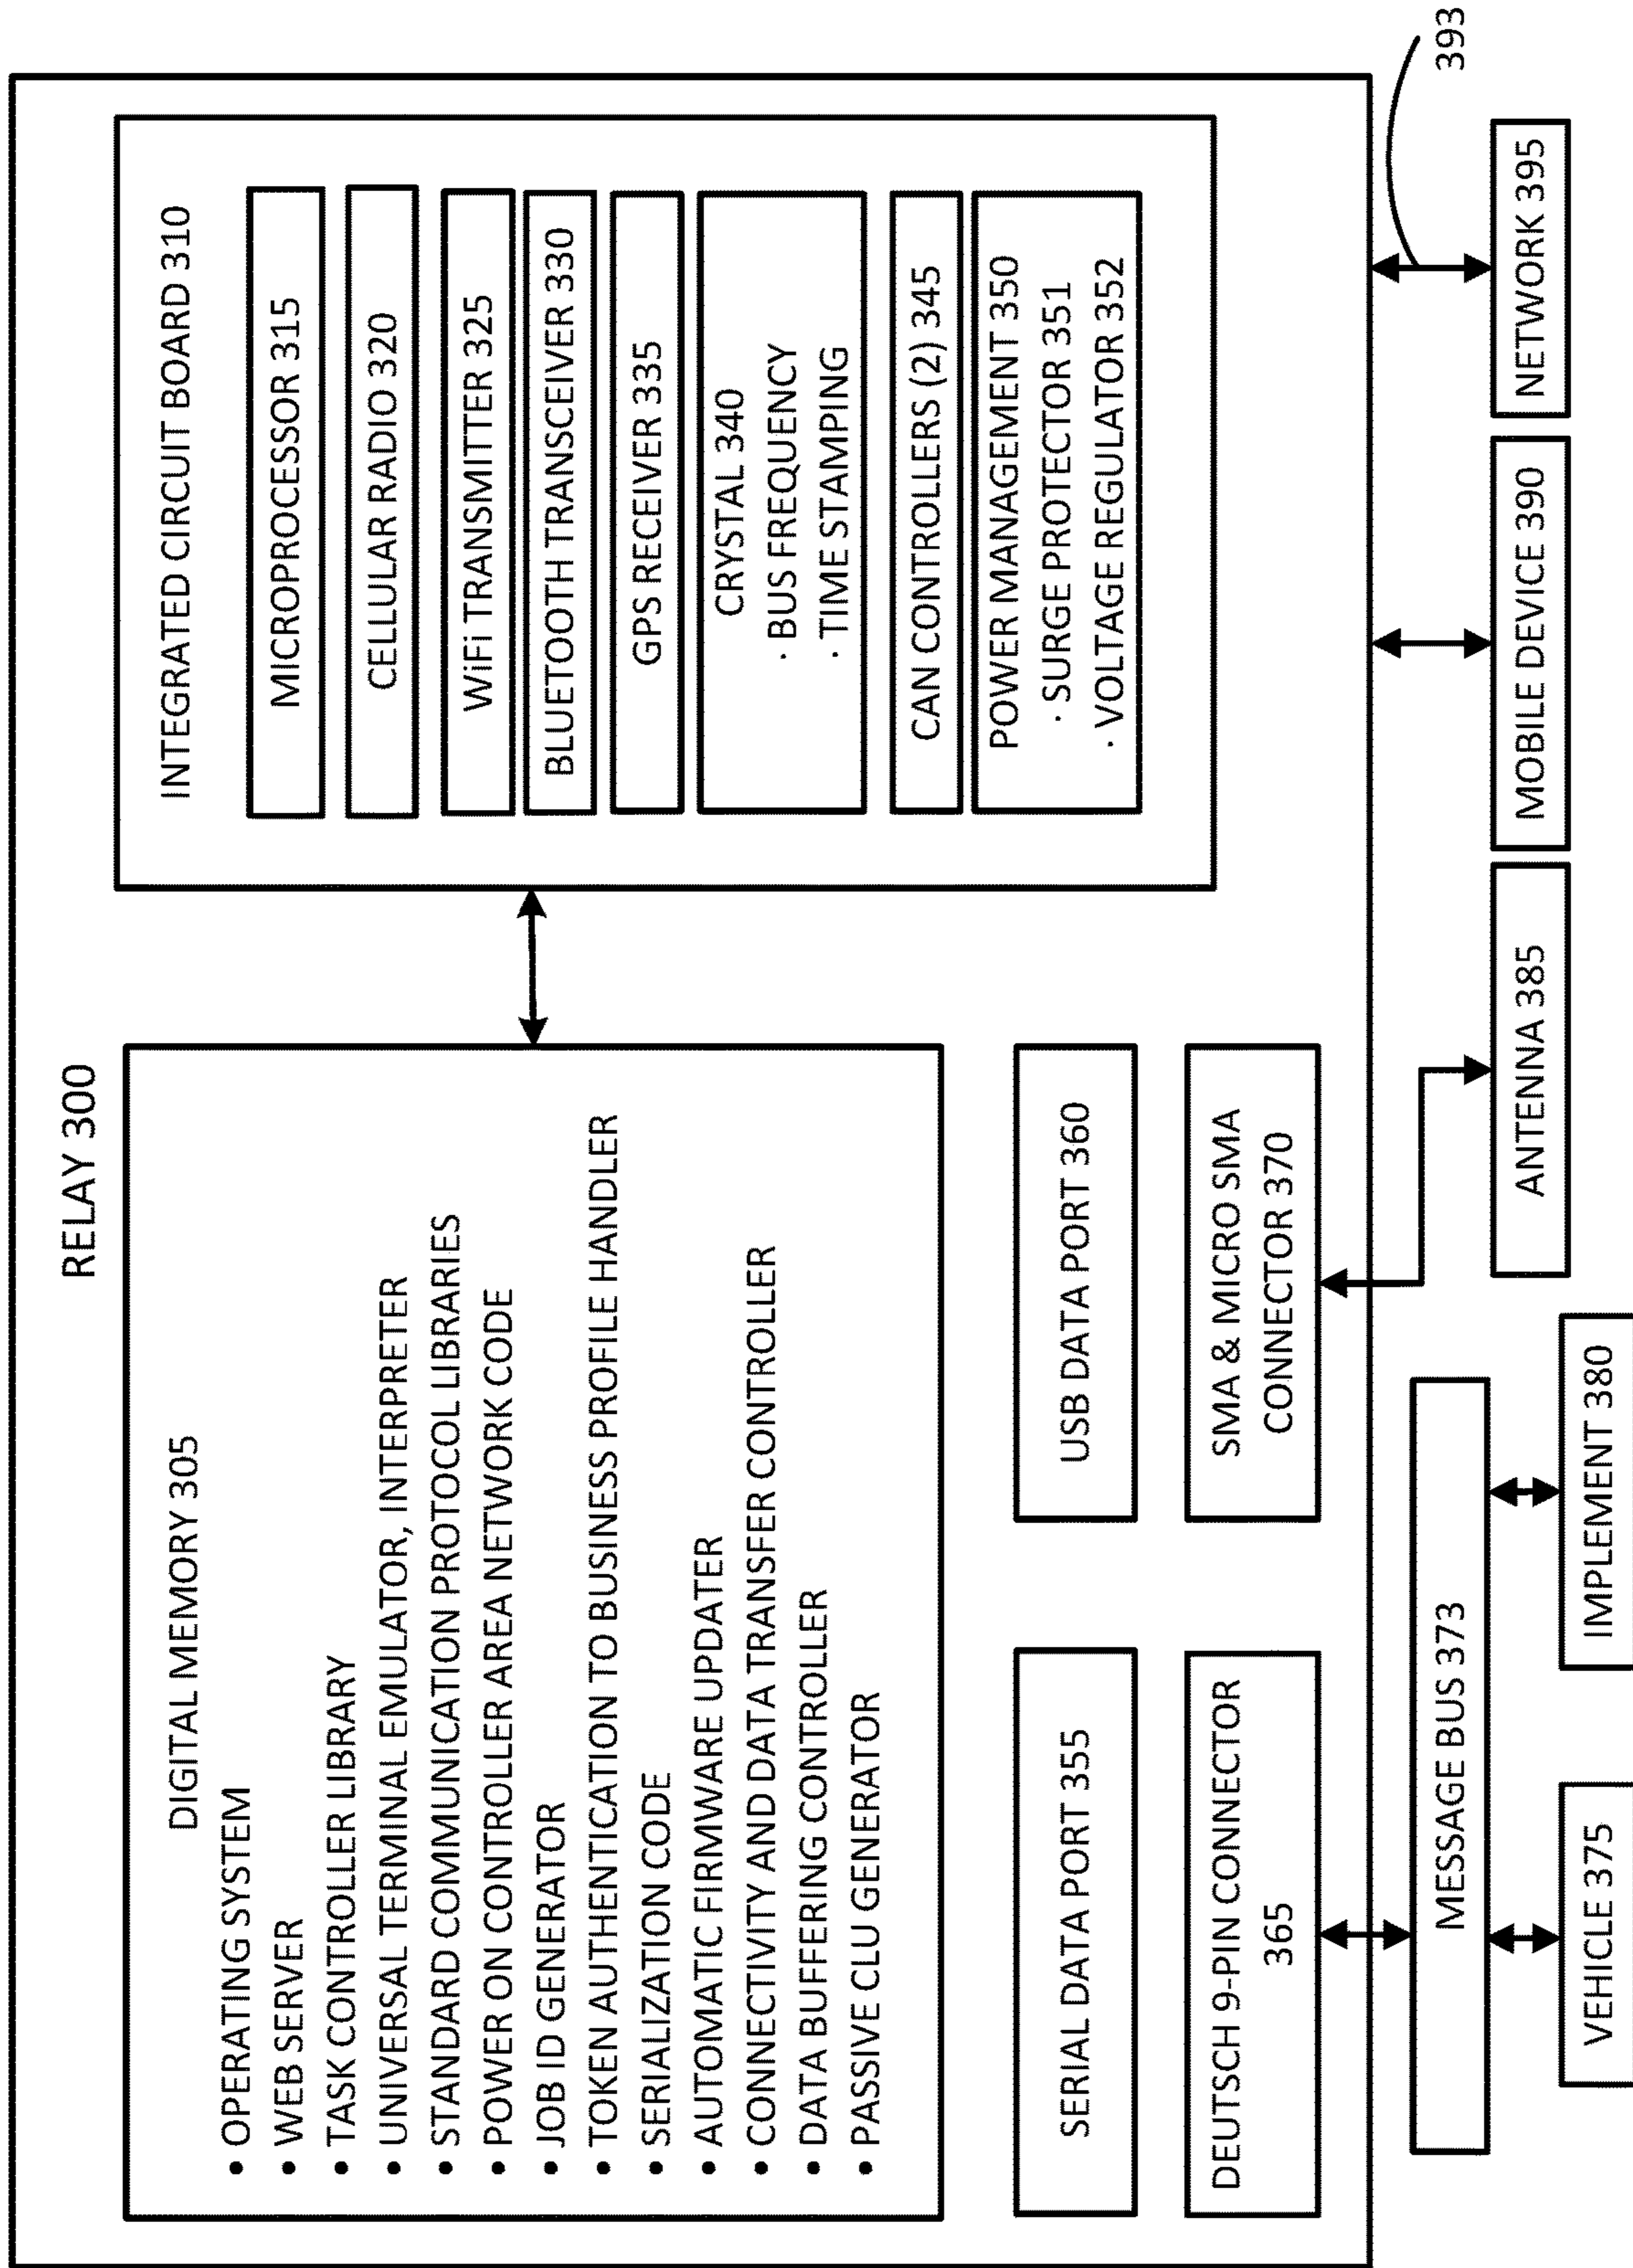 RELAY 300
DIGITAL MEMORY 305
• OPERATING SYSTEM
• WEB SERVER
• TASK CONTROLLER LIBRARY
• UNIVERSAL TERMINAL EMULATOR, INTERPRETER
• STANDARD COMMUNICATION PROTOCOL LIBRARIES
• POWER ON CONTROLLER AREA NETWORK CODE
• JOB ID GENERATOR
• TOKEN AUTHENTICATION TO BUSINESS PROFILE HANDLER
• SERIALIZATION CODE
• AUTOMATIC FIRMWARE UPDATER
• CONNECTIVITY AND DATA TRANSFER CONTROLLER
• DATA BUFFERING CONTROLLER
• PASSIVE CLU GENERATOR
INTEGRATED CIRCUIT BOARD 310
MICROPROCESSOR 315
CELLULAR RADIO 320
WiFi TRANSMITTER 325
BLUETOOTH TRANSCEIVER 330
GPS RECEIVER 335
CRYSTAL 340
· BUS FREQUENCY
· TIME STAMPING
CAN CONTROLLERS (2) 345
POWER MANAGEMENT 350
· SURGE PROTECTOR 351
· VOLTAGE REGULATOR 352
SERIAL DATA PORT 355
USB DATA PORT 360
DEUTSCH 9-PIN CONNECTOR
365
SMA & MICRO SMA
CONNECTOR 370
393
MESSAGE BUS 373
VEHICLE 375
IMPLEMENT 380
ANTENNA 385
MOBILE DEVICE 390
NETWORK 395